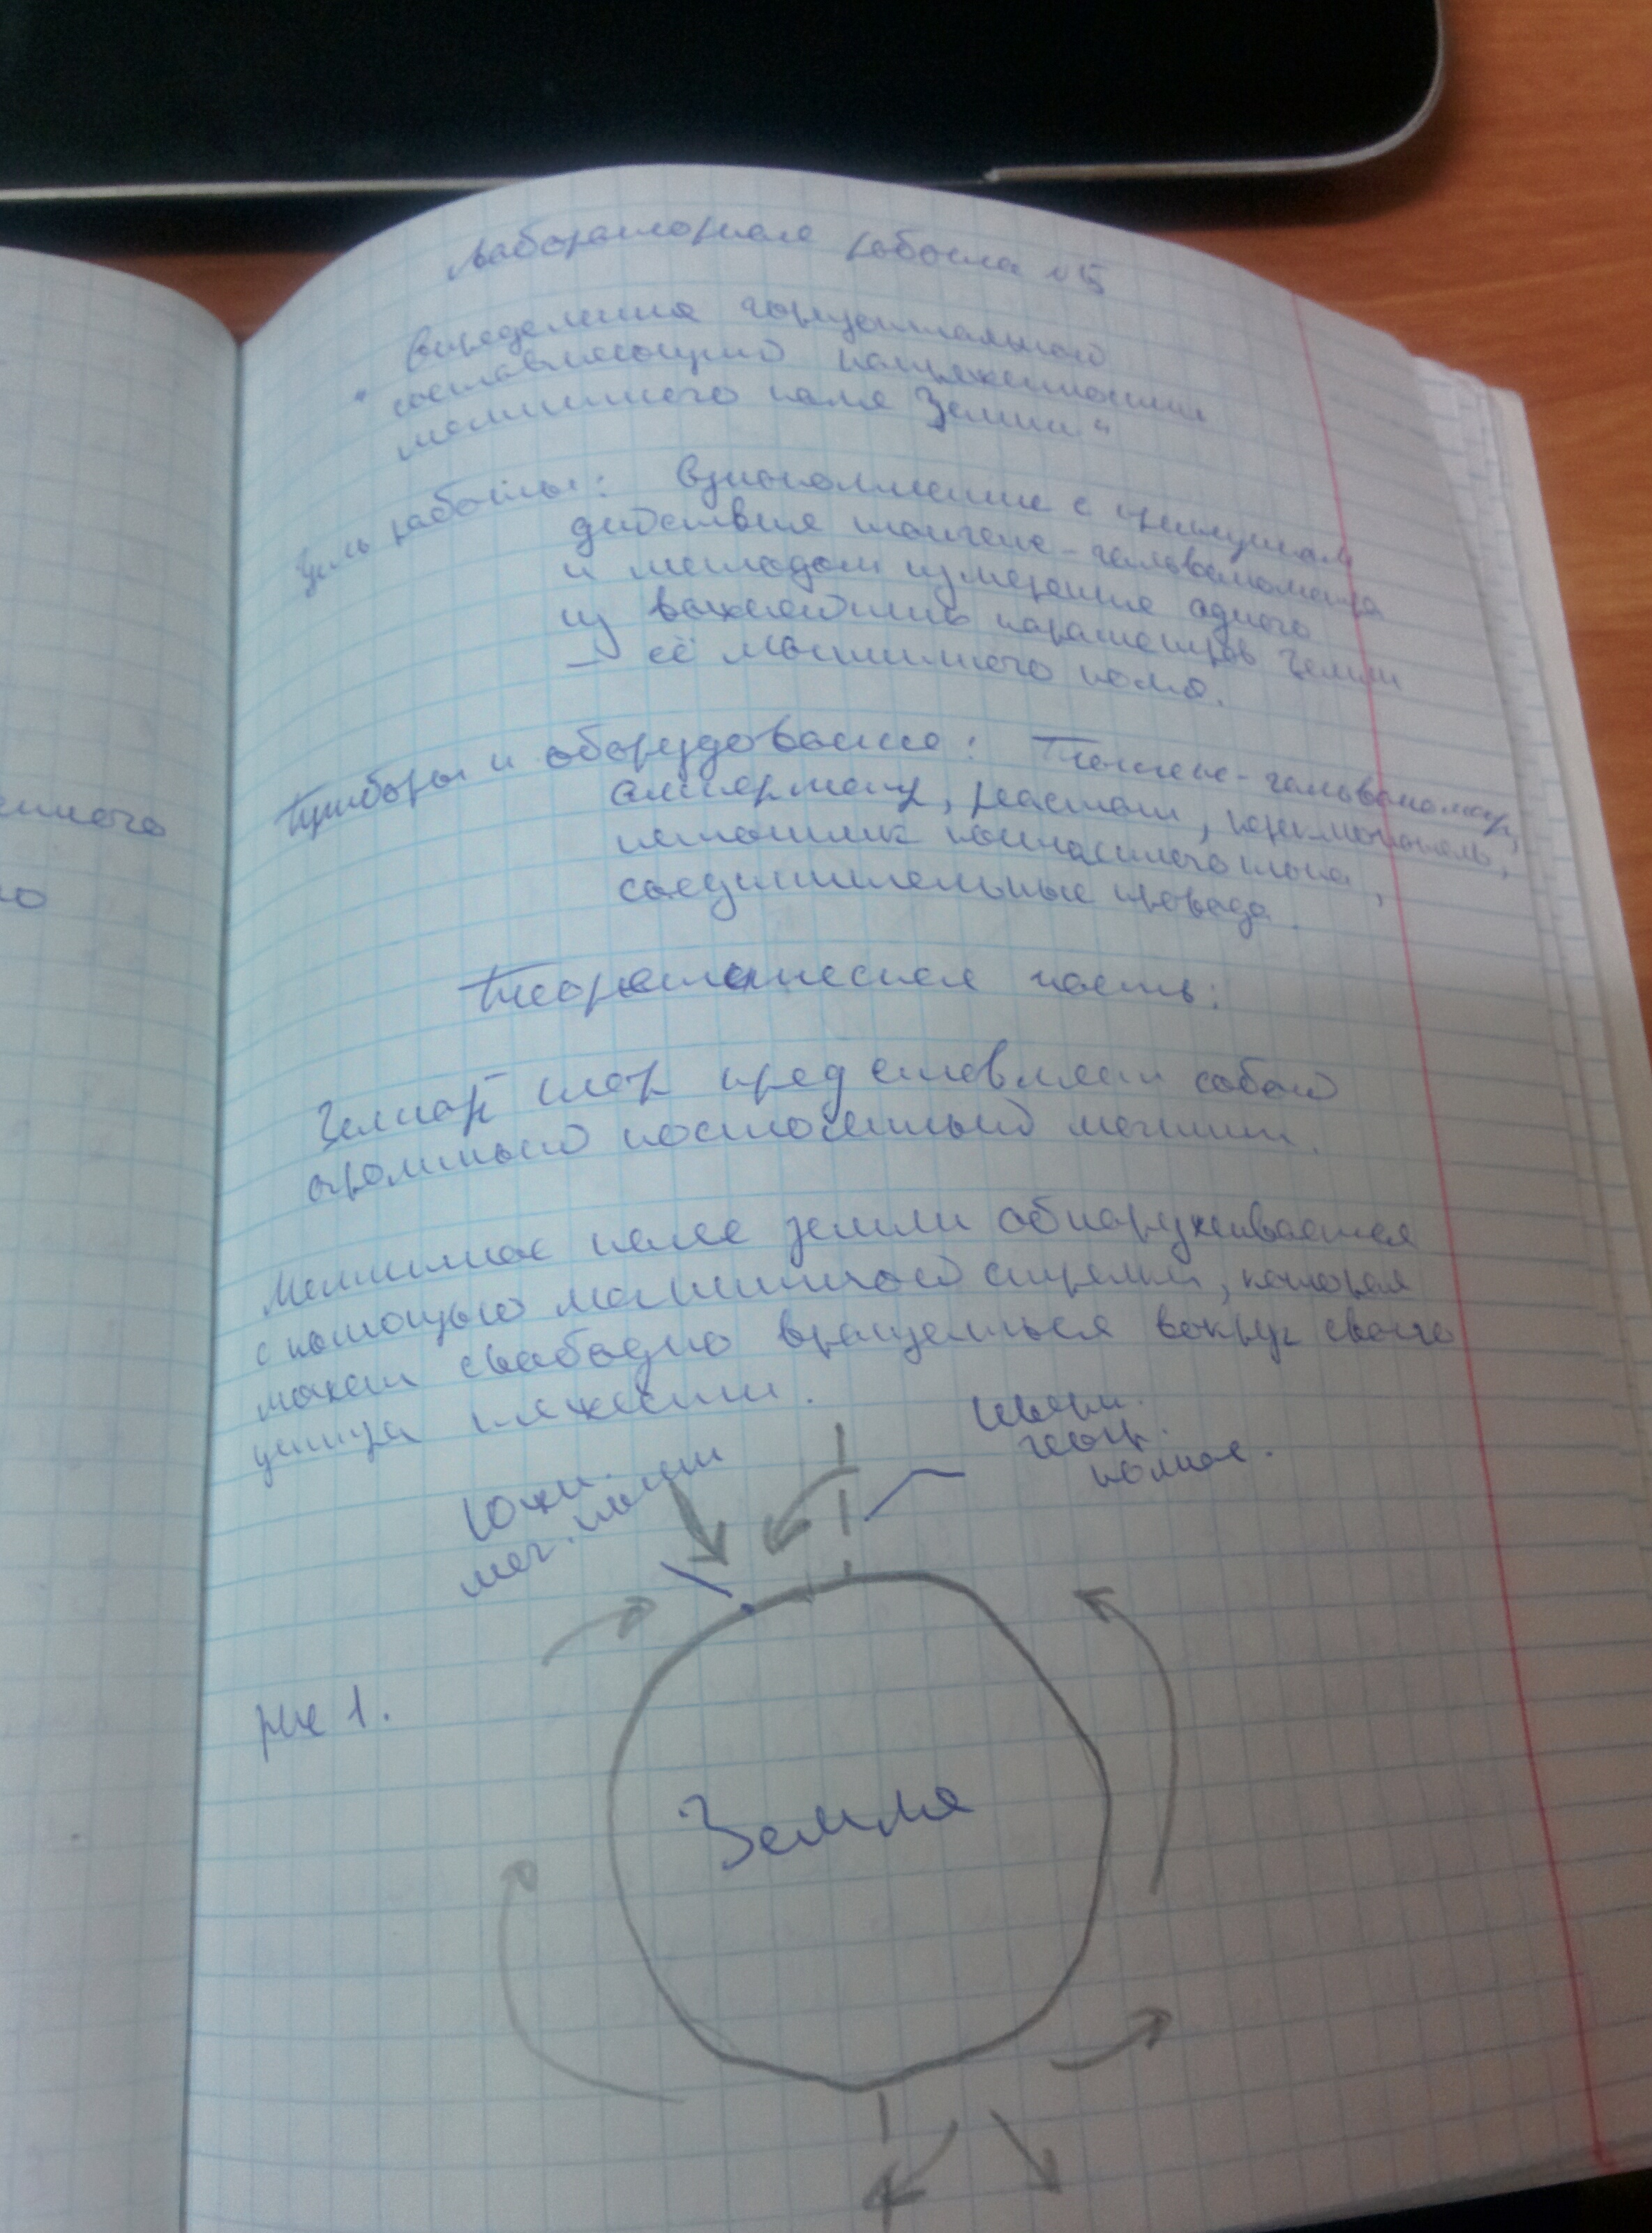 Лабораторная работа №5
"Определение горизонтальной
составляющей напряженности
магнитного поля Земли"
Цель работы: Ознакомление с принципом
действия тангенс-гальванометра
и методом измерения одного
из важнейших параметров Земли
— её магнитного поля.
Приборы и оборудование: Тангенс-гальванометр,
амперметр, реостат, переключатель,
источник постоянного тока,
соединительные провода
Теоретическая часть:
Земной шар представляет собой
огромный постоянный магнит.
Магнитное поле земли обнаруживается
с помощью магнитной стрелки, которая
может свободно вращаться вокруг своего
центра тяжести.
Южн.
маг. полюс
Северн.
геогр.
полюс.
рис 1.
Земля
нного